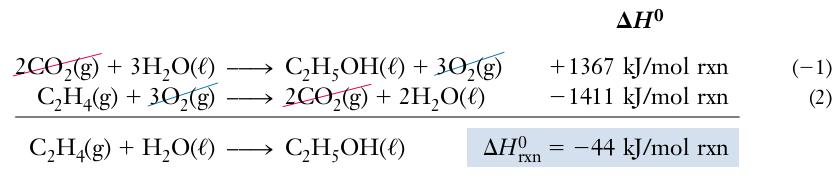 ΔH⁰
2CO₂(g) + 3H₂O(ℓ) ⟶ C₂H₅OH(ℓ) + 3O₂(g) +1367 kJ/mol rxn (−1)
C₂H₄(g) + 3O₂(g) ⟶ 2CO₂(g) + 2H₂O(ℓ) −1411 kJ/mol rxn (2)
C₂H₄(g) + H₂O(ℓ) ⟶ C₂H₅OH(ℓ) ΔH⁰rxn = −44 kJ/mol rxn